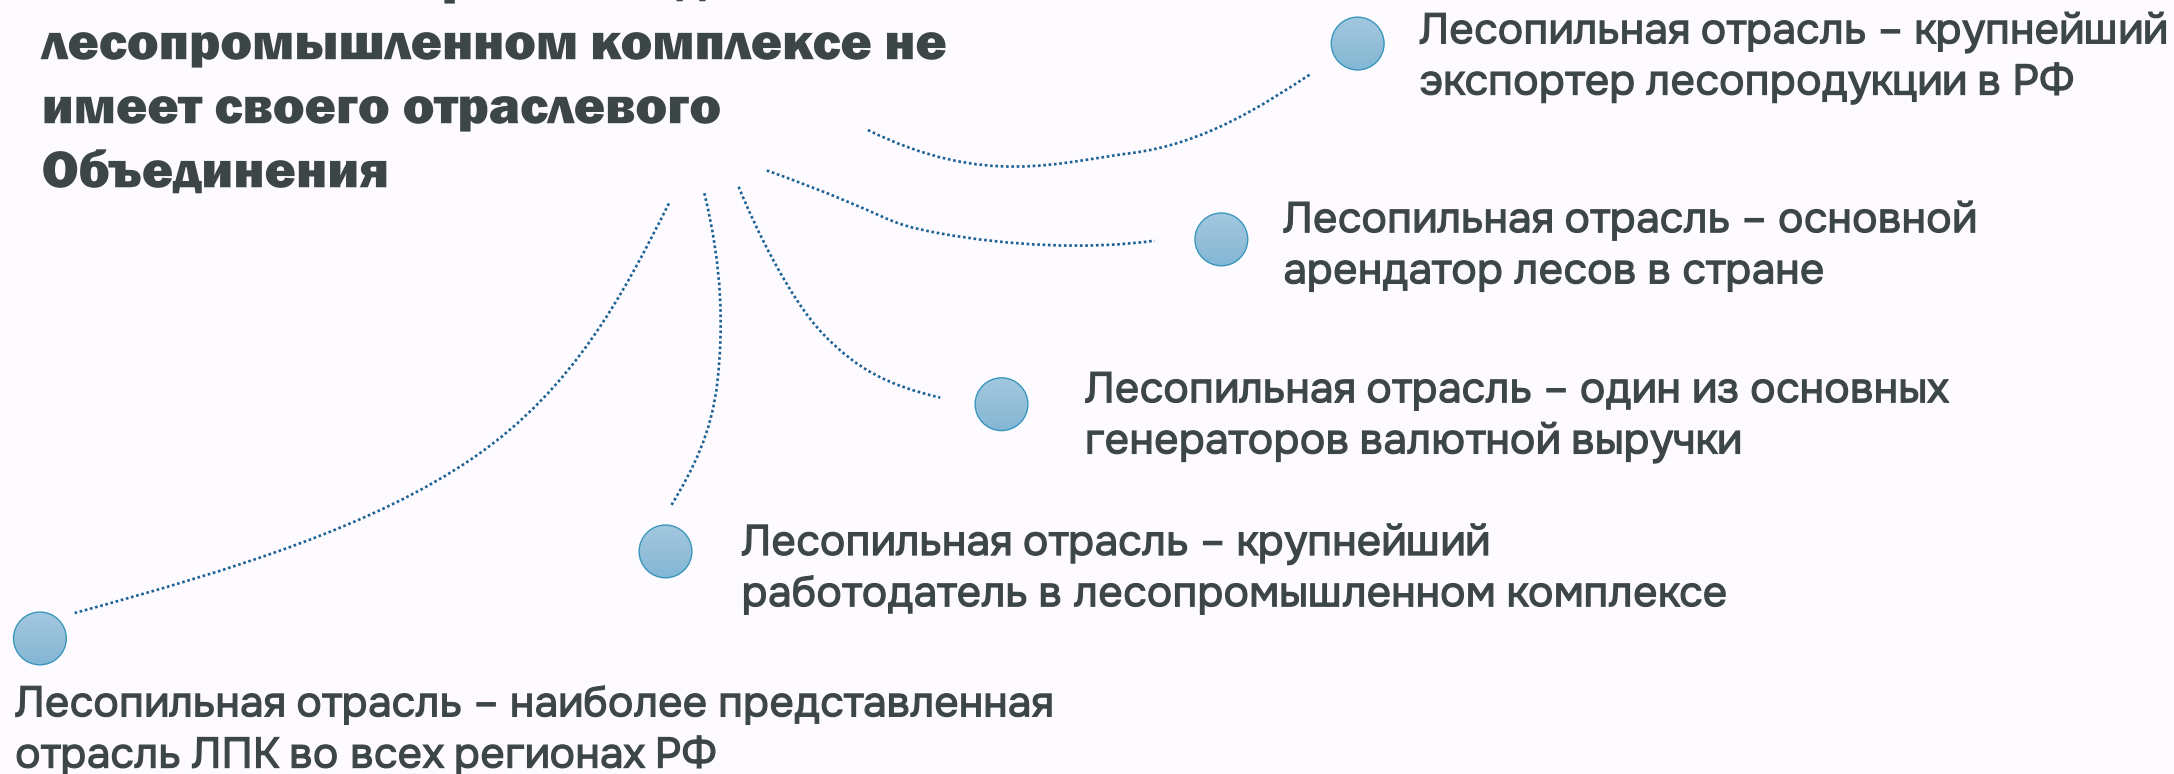 лесопромышленном комплексе не
имеет своего отраслевого
Объединения
Лесопильная отрасль – крупнейший
экспортер лесопродукции в РФ
Лесопильная отрасль – основной
арендатор лесов в стране
Лесопильная отрасль – один из основных
генераторов валютной выручки
Лесопильная отрасль – крупнейший
работодатель в лесопромышленном комплексе
Лесопильная отрасль – наиболее представленная
отрасль ЛПК во всех регионах РФ